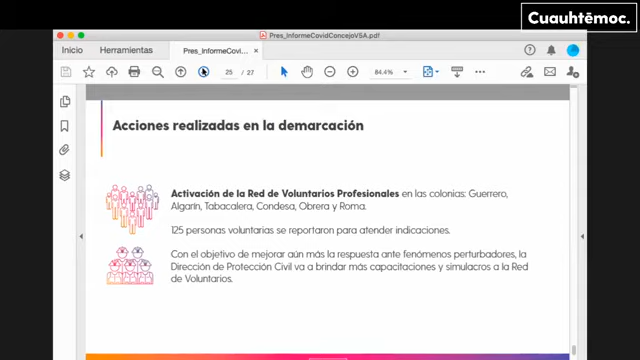 Cuauhtēmoc.
Pres_InformeCovidConcejoVSA.pdf
Inicio Herramientas Pres_InformeCovi... ×
25 / 27 84.4%
Acciones realizadas en la demarcación
Activación de la Red de Voluntarios Profesionales en las colonias: Guerrero,
Algarín, Tabacalera, Condesa, Obrera y Roma.
125 personas voluntarias se reportaron para atender indicaciones.
Con el objetivo de mejorar aún más la respuesta ante fenómenos perturbadores, la
Dirección de Protección Civil va a brindar más capacitaciones y simulacros a la Red
de Voluntarios.